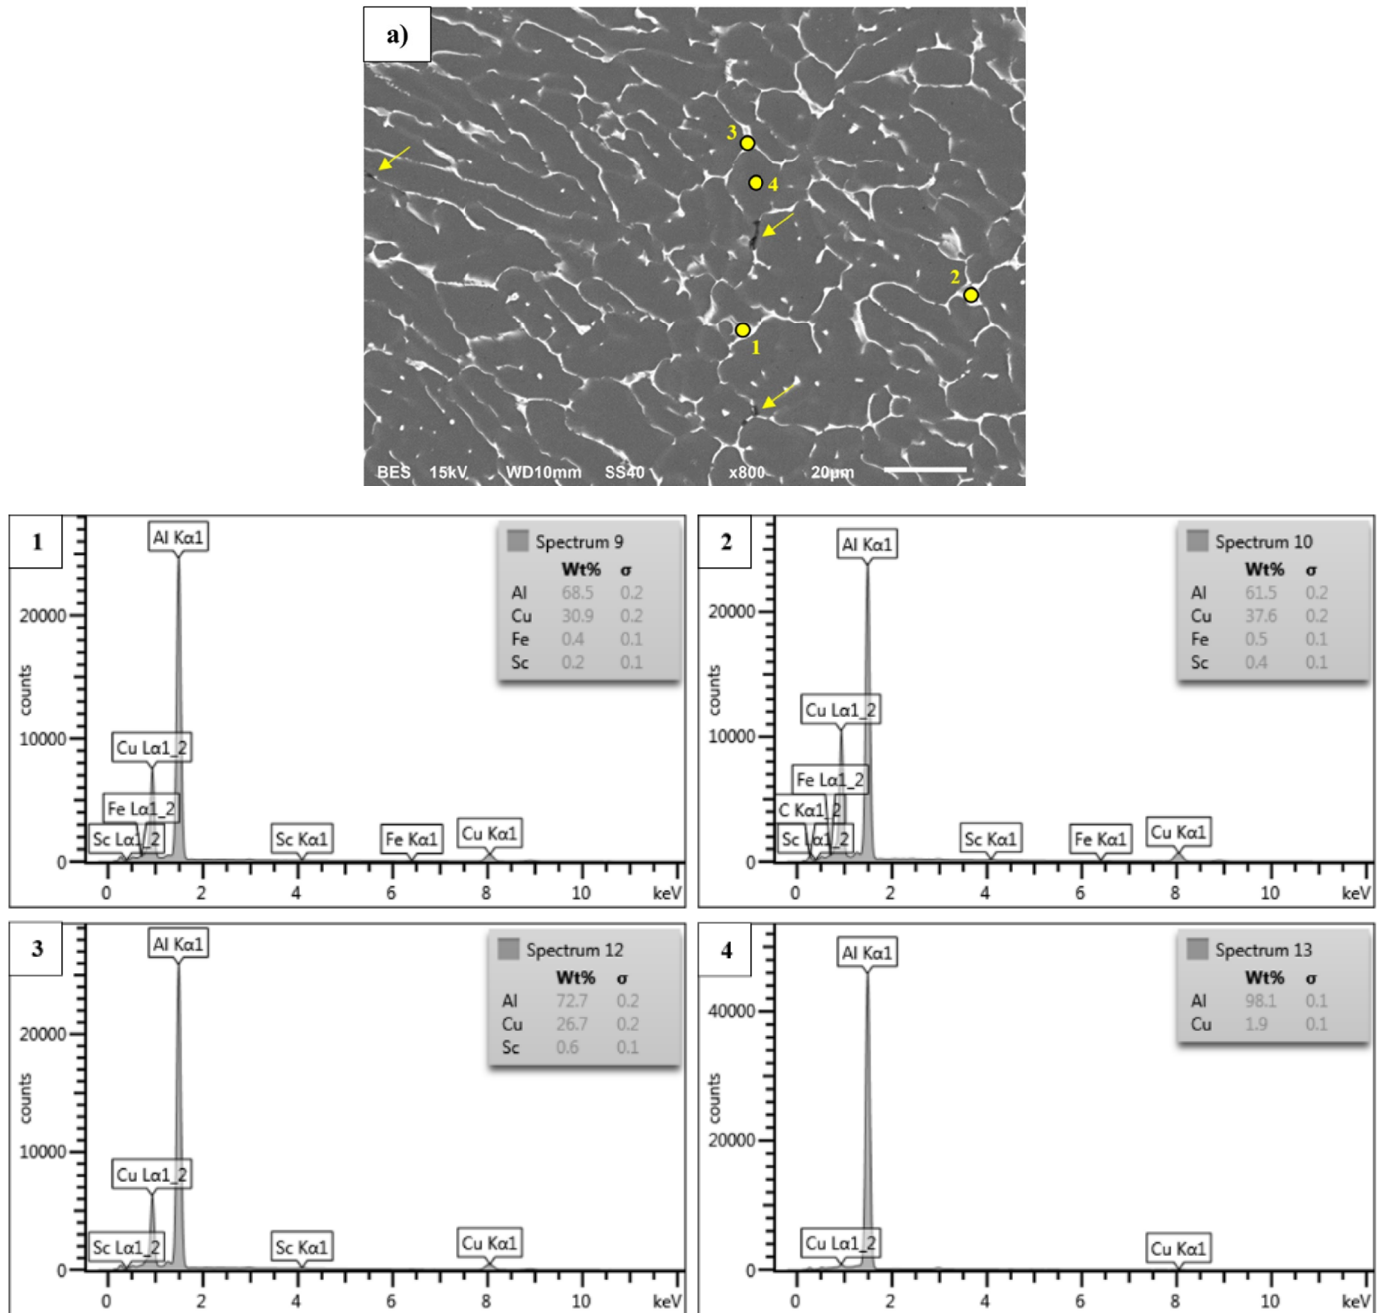 a)
3
4
2
1
BES 15kV WD10mm SS40 x800 20μm
1
Al Kα1
Spectrum 9
Wt% σ
Al 68.5 0.2
Cu 30.9 0.2
Fe 0.4 0.1
Sc 0.2 0.1
20000
counts
10000
Cu Lα1_2
Fe Lα1_2
Sc Lα1_2
Sc Kα1
Fe Kα1
Cu Kα1
0
0 2 4 6 8 10 keV
2
Al Kα1
Spectrum 10
Wt% σ
Al 61.5 0.2
Cu 37.6 0.2
Fe 0.5 0.1
Sc 0.4 0.1
20000
counts
10000
Cu Lα1_2
Fe Lα1_2
C Kα1_2
Sc Lα1_2
Sc Kα1
Fe Kα1
Cu Kα1
0
0 2 4 6 8 10 keV
3
Al Kα1
Spectrum 12
Wt% σ
Al 72.7 0.2
Cu 26.7 0.2
Sc 0.6 0.1
20000
counts
10000
Cu Lα1_2
Sc Lα1_2
Sc Kα1
Cu Kα1
0
0 2 4 6 8 10 keV
4
Al Kα1
Spectrum 13
Wt% σ
Al 98.1 0.1
Cu 1.9 0.1
40000
counts
20000
Cu Lα1_2
Cu Kα1
0
0 2 4 6 8 10 keV